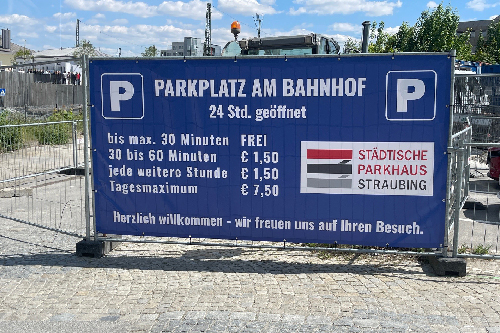 P
PARKPLATZ AM BAHNHOF
P
24 Std. geöffnet
bis max. 30 Minuten FREI
30 bis 60 Minuten € 1,50
jede weitere Stunde € 1,50
Tagesmaximum € 7,50
STÄDTISCHE
PARKHAUS
STRAUBING
Herzlich willkommen - wir freuen uns auf Ihren Besuch.